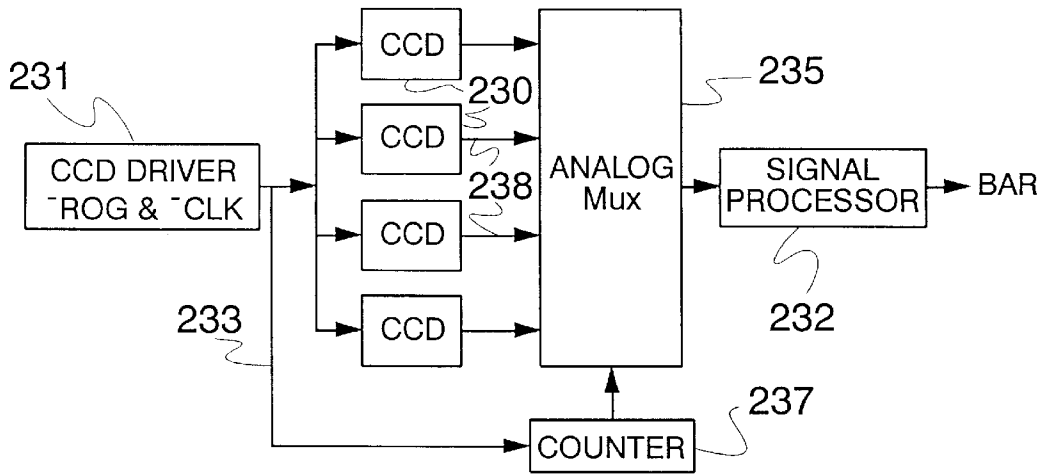 231
CCD DRIVER
‾ROG & ‾CLK
CCD
230
CCD
238
CCD
CCD
233
ANALOG
Mux
235
SIGNAL
PROCESSOR
BAR
232
237
COUNTER